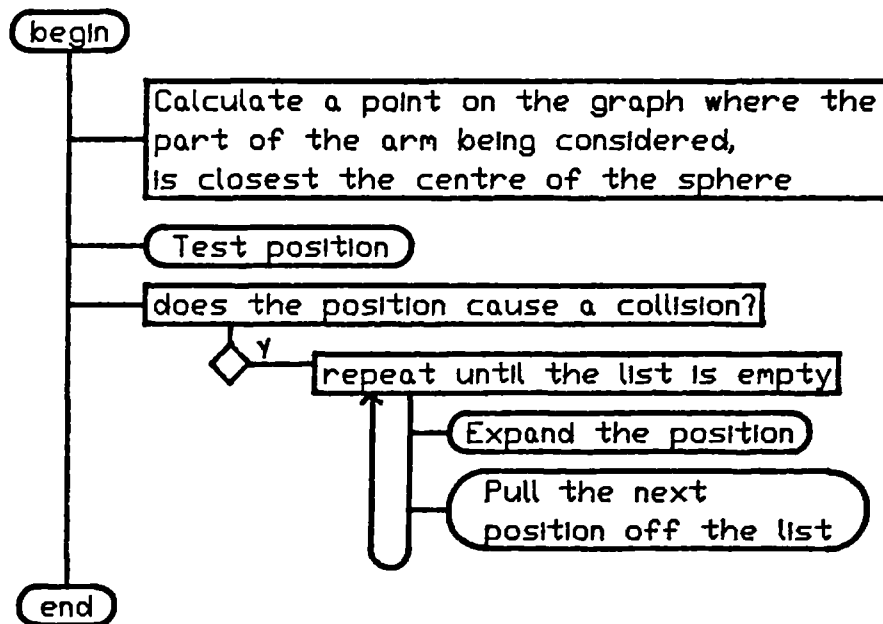 begin
Calculate a point on the graph where the
part of the arm being considered,
is closest the centre of the sphere
Test position
does the position cause a collision?
Y
repeat until the list is empty
Expand the position
Pull the next
position off the list
end